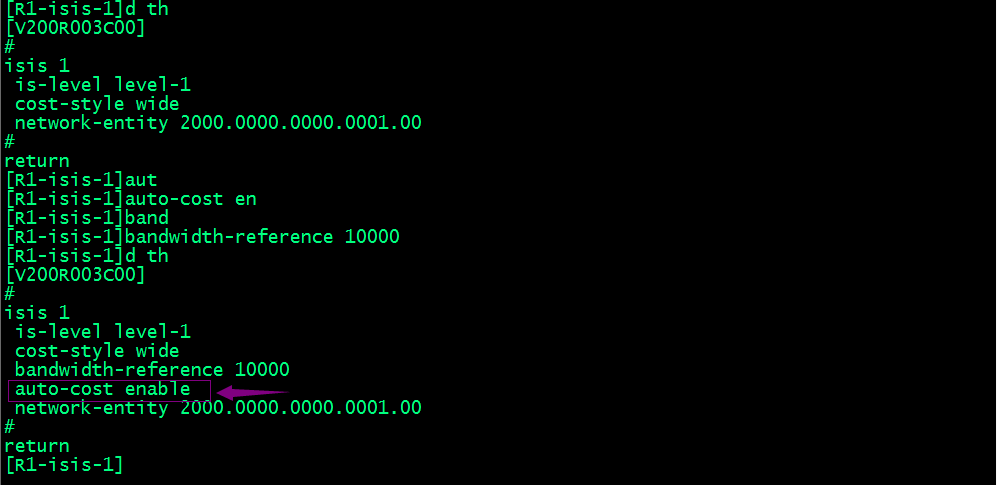 [R1-isis-1]d th
[V200R003C00]
#
isis 1
 is-level level-1
 cost-style wide
 network-entity 2000.0000.0000.0001.00
#
return
[R1-isis-1]aut
[R1-isis-1]auto-cost en
[R1-isis-1]band
[R1-isis-1]bandwidth-reference 10000
[R1-isis-1]d th
[V200R003C00]
#
isis 1
 is-level level-1
 cost-style wide
 bandwidth-reference 10000
 auto-cost enable
 network-entity 2000.0000.0000.0001.00
#
return
[R1-isis-1]